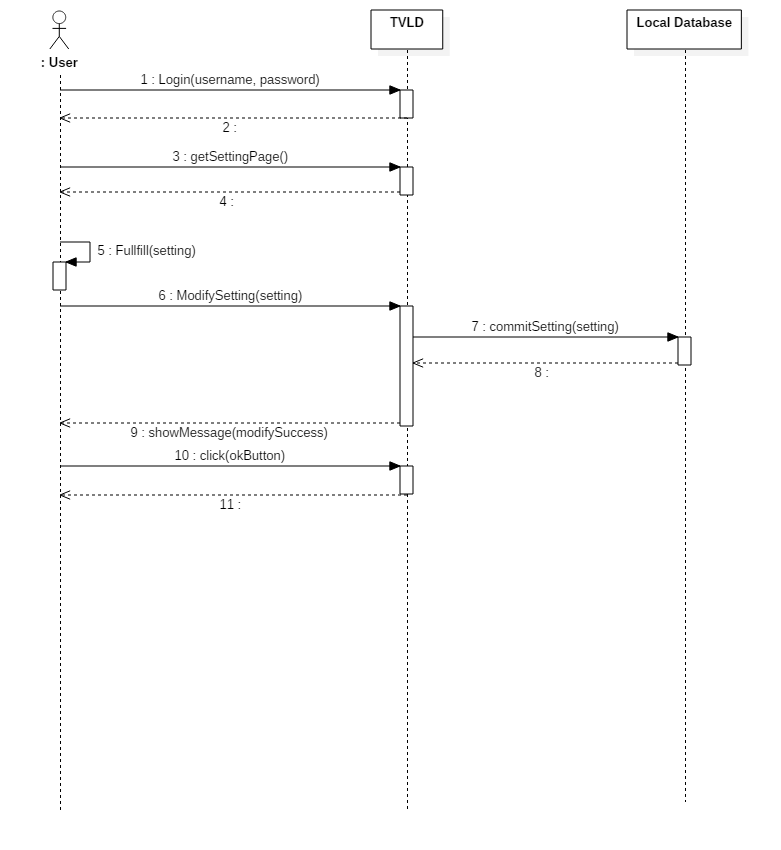 TVLD
Local Database
: User
1 : Login(username, password)
2 :
3 : getSettingPage()
4 :
5 : Fullfill(setting)
6 : ModifySetting(setting)
7 : commitSetting(setting)
8 :
9 : showMessage(modifySuccess)
10 : click(okButton)
11 :